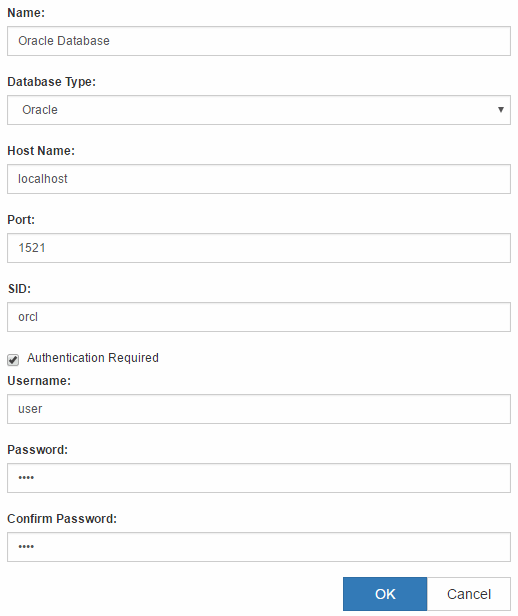 Name:
Oracle Database
Database Type:
Oracle
Host Name:
localhost
Port:
1521
SID:
orcl
Authentication Required
Username:
user
Password:
••••
Confirm Password:
••••
OK Cancel